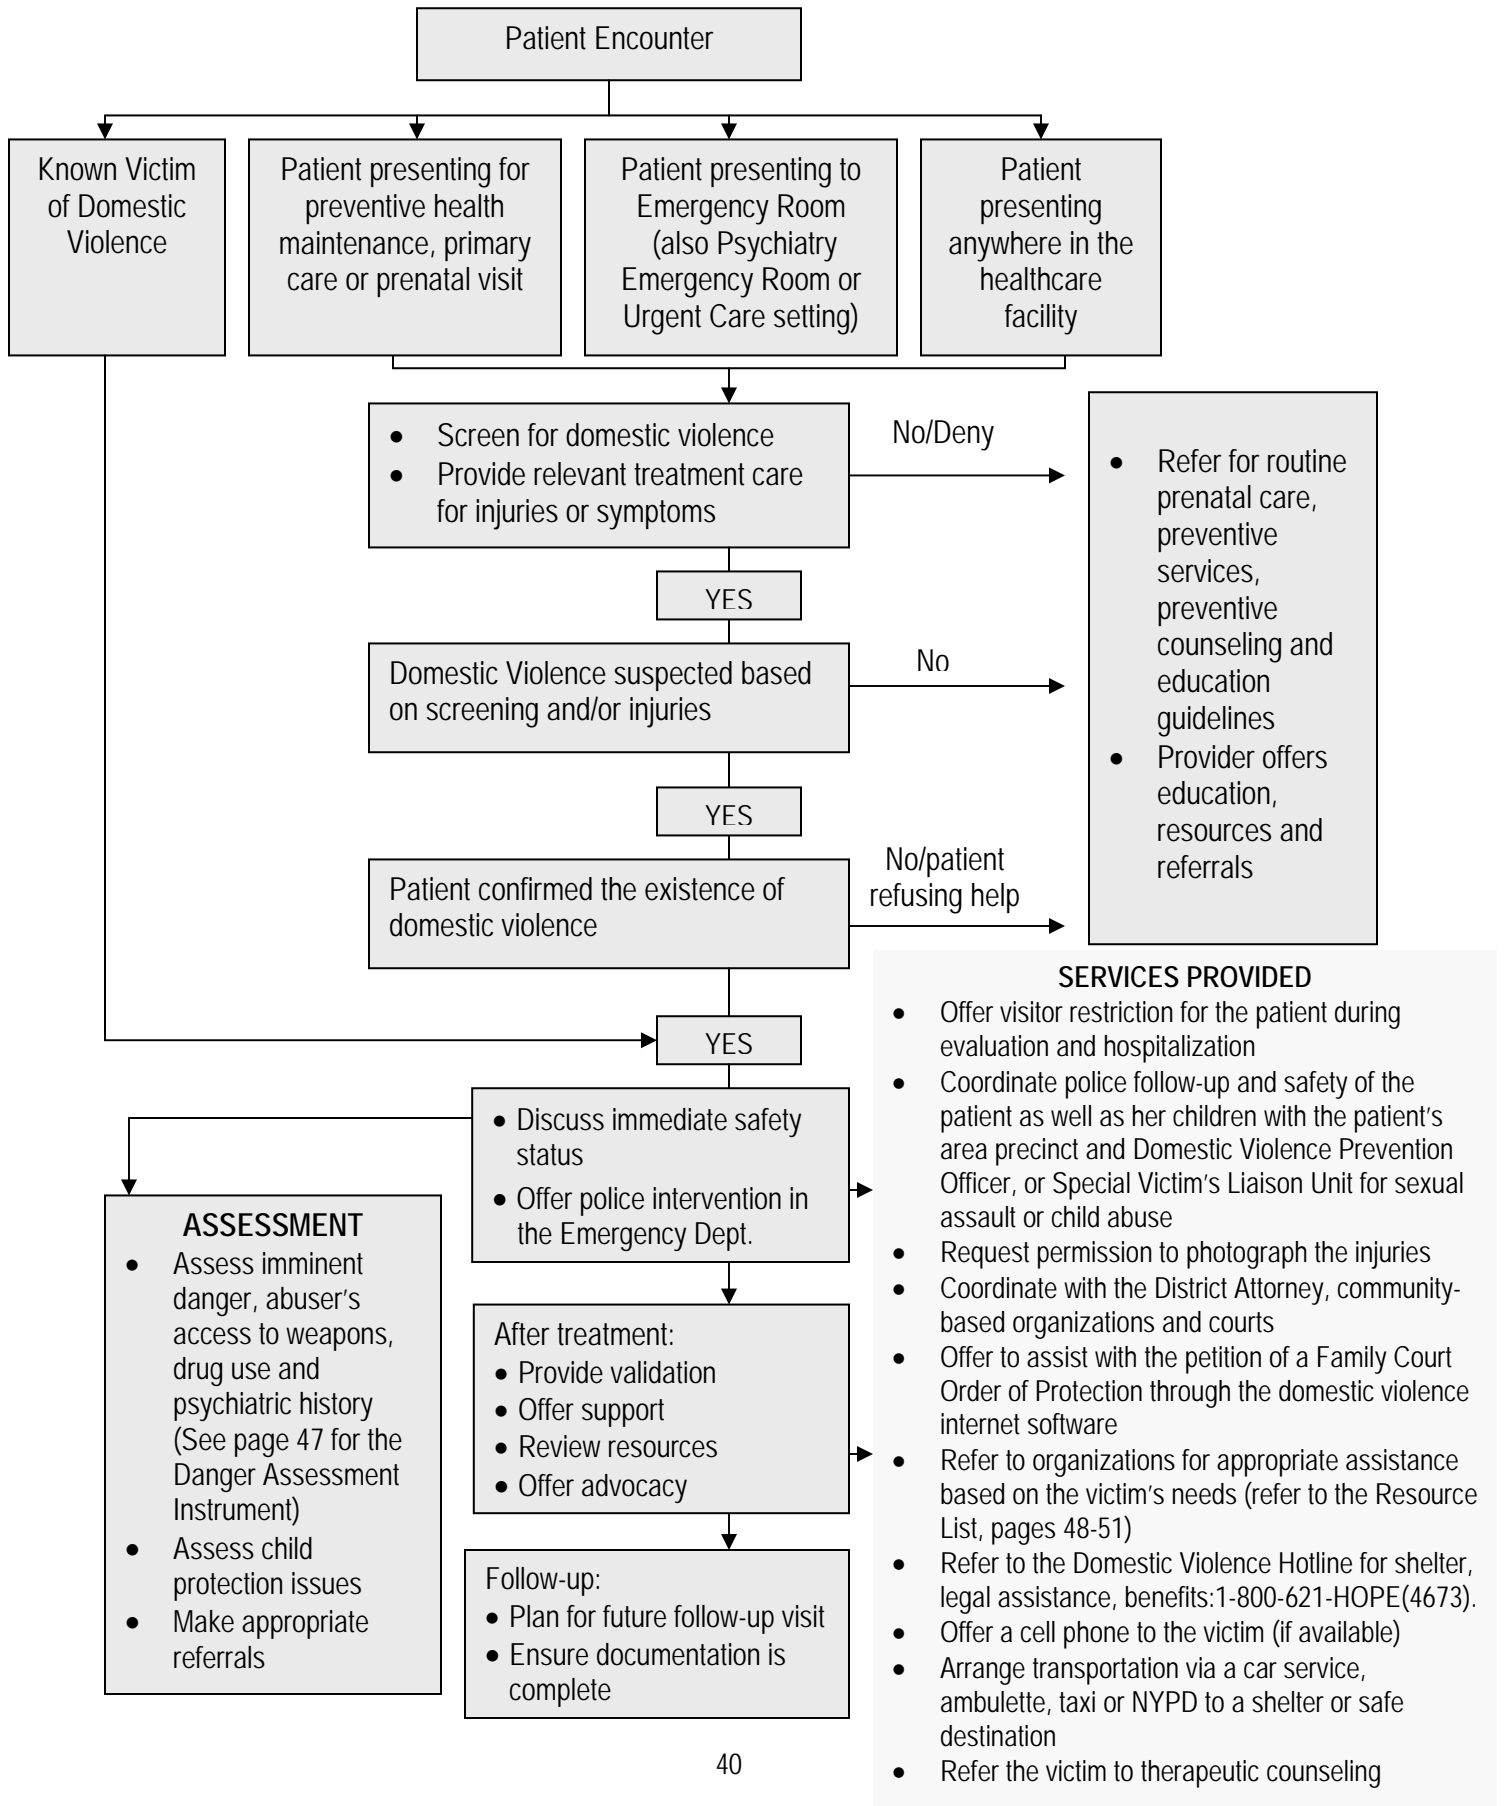 Patient Encounter
Known Victim
of Domestic
Violence
Patient presenting for
preventive health
maintenance, primary
care or prenatal visit
Patient presenting to
Emergency Room
(also Psychiatry
Emergency Room or
Urgent Care setting)
Patient
presenting
anywhere in the
healthcare
facility
• Screen for domestic violence
• Provide relevant treatment care
for injuries or symptoms
No/Deny
• Refer for routine
prenatal care,
preventive
services,
preventive
counseling and
education
guidelines
• Provider offers
education,
resources and
referrals
YES
Domestic Violence suspected based
on screening and/or injuries
No
YES
Patient confirmed the existence of
domestic violence
No/patient
refusing help
YES
• Discuss immediate safety
status
• Offer police intervention in
the Emergency Dept.
ASSESSMENT
• Assess imminent
danger, abuser's
access to weapons,
drug use and
psychiatric history
(See page 47 for the
Danger Assessment
Instrument)
• Assess child
protection issues
• Make appropriate
referrals
After treatment:
• Provide validation
• Offer support
• Review resources
• Offer advocacy
Follow-up:
• Plan for future follow-up visit
• Ensure documentation is
complete
SERVICES PROVIDED
• Offer visitor restriction for the patient during
evaluation and hospitalization
• Coordinate police follow-up and safety of the
patient as well as her children with the patient's
area precinct and Domestic Violence Prevention
Officer, or Special Victim's Liaison Unit for sexual
assault or child abuse
• Request permission to photograph the injuries
• Coordinate with the District Attorney, community-
based organizations and courts
• Offer to assist with the petition of a Family Court
Order of Protection through the domestic violence
internet software
• Refer to organizations for appropriate assistance
based on the victim's needs (refer to the Resource
List, pages 48-51)
• Refer to the Domestic Violence Hotline for shelter,
legal assistance, benefits:1-800-621-HOPE(4673).
• Offer a cell phone to the victim (if available)
• Arrange transportation via a car service,
ambulette, taxi or NYPD to a shelter or safe
destination
• Refer the victim to therapeutic counseling
40